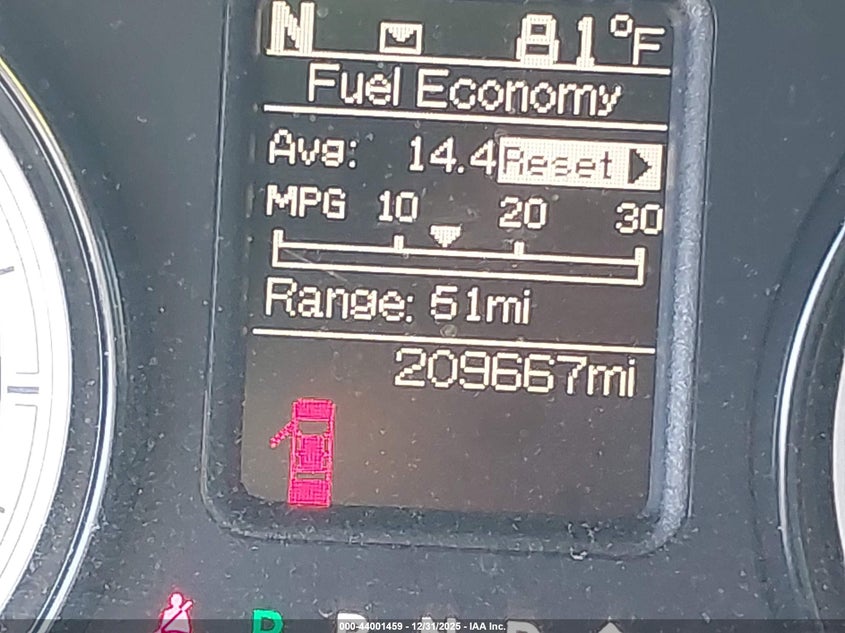 N 81°F
Fuel Economy
Avg: 14.4 Reset
MPG 10 20 30
Range: 51mi
209667mi
P R N D
000-44001459 - 12/31/2025 - IAA Inc.